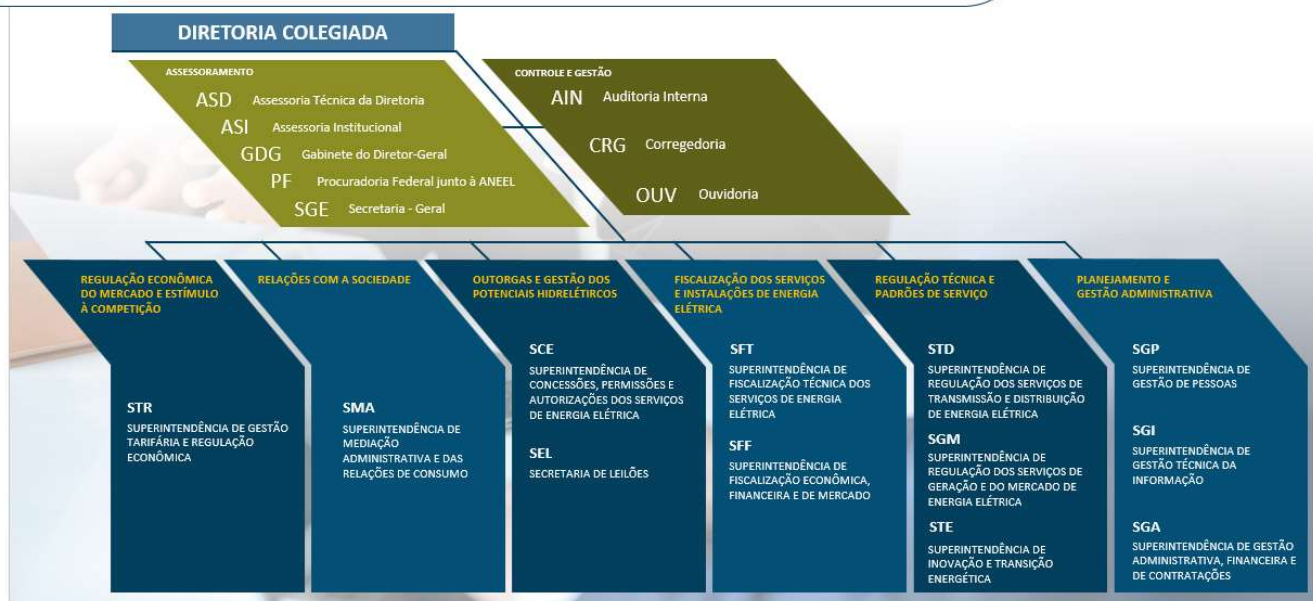 DIRETORIA COLEGIADA
ASSESSORAMENTO
ASD Assessoria Técnica da Diretoria
ASI Assessoria Institucional
GDG Gabinete do Diretor-Geral
PF Procuradoria Federal junto à ANEEL
SGE Secretaria - Geral
CONTROLE E GESTÃO
AIN Auditoria Interna
CRG Corregedoria
OUV Ouvidoria
REGULAÇÃO ECONÔMICA
DO MERCADO E ESTÍMULO
À COMPETIÇÃO
STR
SUPERINTENDÊNCIA DE GESTÃO
TARIFÁRIA E REGULAÇÃO
ECONÔMICA
RELAÇÕES COM A SOCIEDADE
SMA
SUPERINTENDÊNCIA DE
MEDIAÇÃO
ADMINISTRATIVA E DAS
RELAÇÕES DE CONSUMO
OUTORGAS E GESTÃO DOS
POTENCIAIS HIDRELÉTIRCOS
SCE
SUPERINTENDÊNCIA DE
CONCESSÕES, PERMISSÕES E
AUTORIZAÇÕES DOS SERVIÇOS
DE ENERGIA ELÉTRICA
SEL
SECRETARIA DE LEILÕES
FISCALIZAÇÃO DOS SERVIÇOS
E INSTALAÇÕES DE ENERGIA
ELÉTRICA
SFT
SUPERINTENDÊNCIA DE
FISCALIZAÇÃO TÉCNICA DOS
SERVIÇOS DE ENERGIA
ELÉTRICA
SFF
SUPERINTENDÊNCIA DE
FISCALIZAÇÃO ECONÔMICA,
FINANCEIRA E DE MERCADO
REGULAÇÃO TÉCNICA E
PADRÕES DE SERVIÇO
STD
SUPERINTENDÊNCIA DE
REGULAÇÃO DOS SERVIÇOS DE
TRANSMISSÃO E DISTRIBUIÇÃO
DE ENERGIA ELÉTRICA
SGM
SUPERINTENDÊNCIA DE
REGULAÇÃO DOS SERVIÇOS DE
GERAÇÃO E DO MERCADO DE
ENERGIA ELÉTRICA
STE
SUPERINTENDÊNCIA DE
INOVAÇÃO E TRANSIÇÃO
ENERGÉTICA
PLANEJAMENTO E
GESTÃO ADMINISTRATIVA
SGP
SUPERINTENDÊNCIA DE
GESTÃO DE PESSOAS
SGI
SUPERINTENDÊNCIA DE
GESTÃO TÉCNICA DA
INFORMAÇÃO
SGA
SUPERINTENDÊNCIA DE GESTÃO
ADMINISTRATIVA, FINANCEIRA E
DE CONTRATAÇÕES